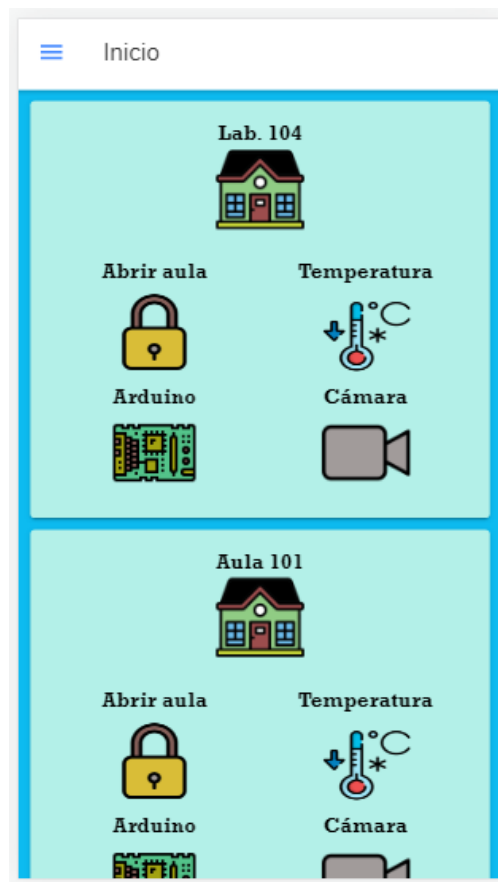 Inicio
Lab. 104
Abrir aula Temperatura
°C
Arduino Cámara
Aula 101
Abrir aula Temperatura
°C
Arduino Cámara